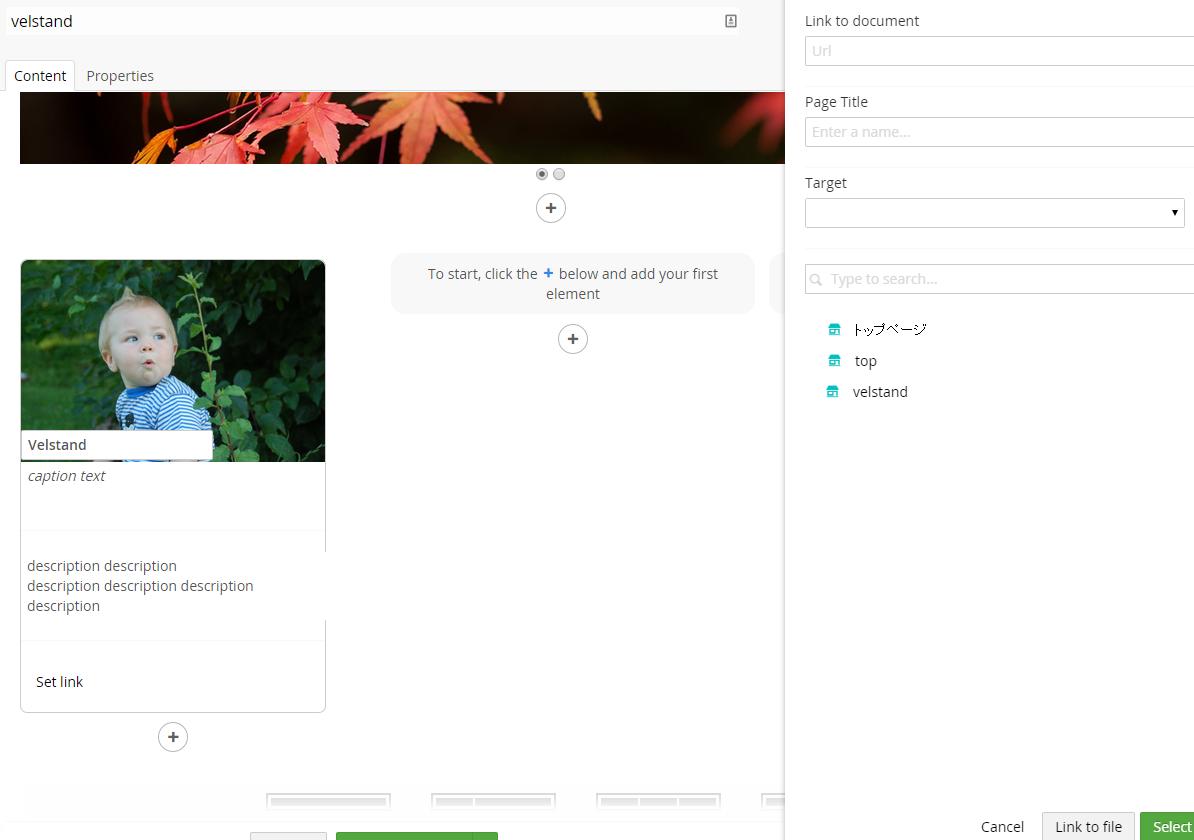 velstand
Content
Properties
To start, click the + below and add your first
element
Velstand
caption text
description description
description description description
description
Set link
Link to document
Url
Page Title
Enter a name...
Target
Type to search...
トップページ
top
velstand
Cancel
Link to file
Select